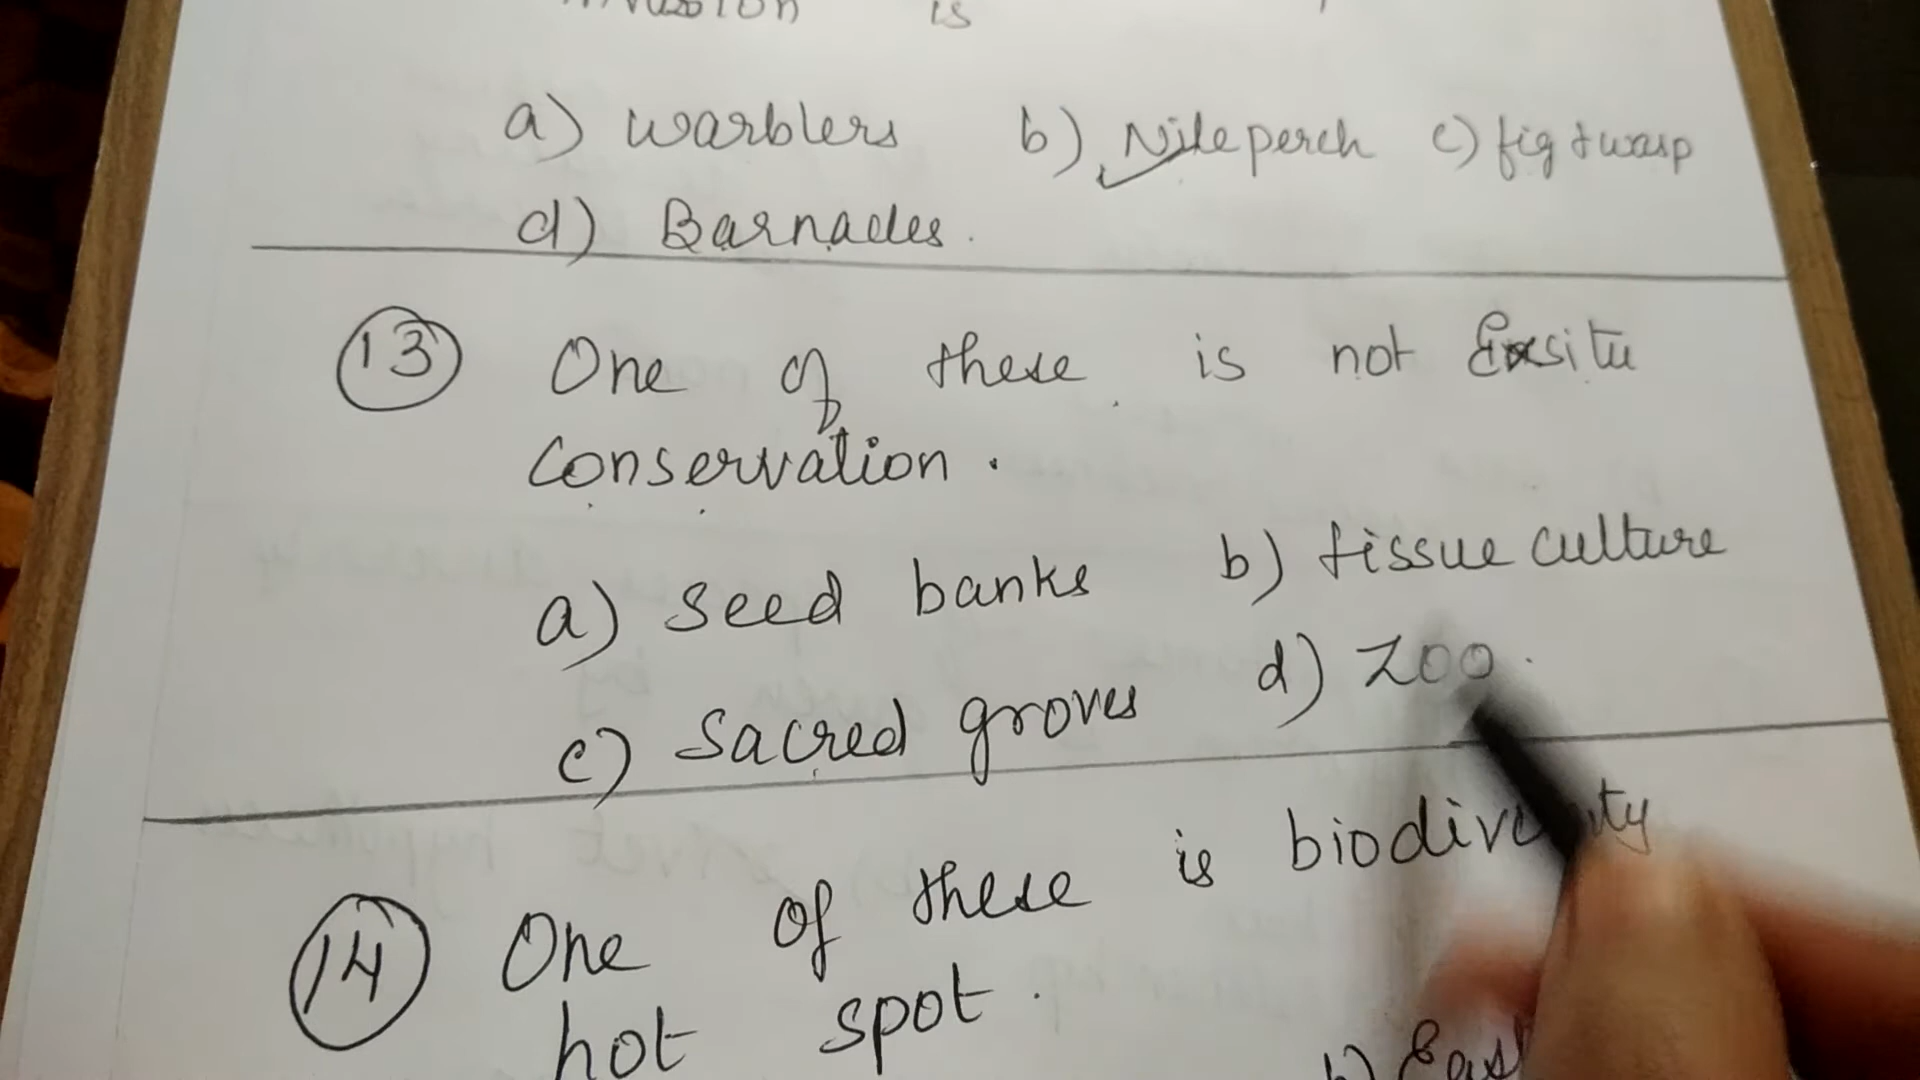 is
a) warblers b) Nile perch c) fig & wasp
d) Barnacles.
13 One of these is not Exsitu
conservation.
a) seed banks b) tissue culture
c) sacred groves d) Zoo.
14 One of these is
hot spot.
b)